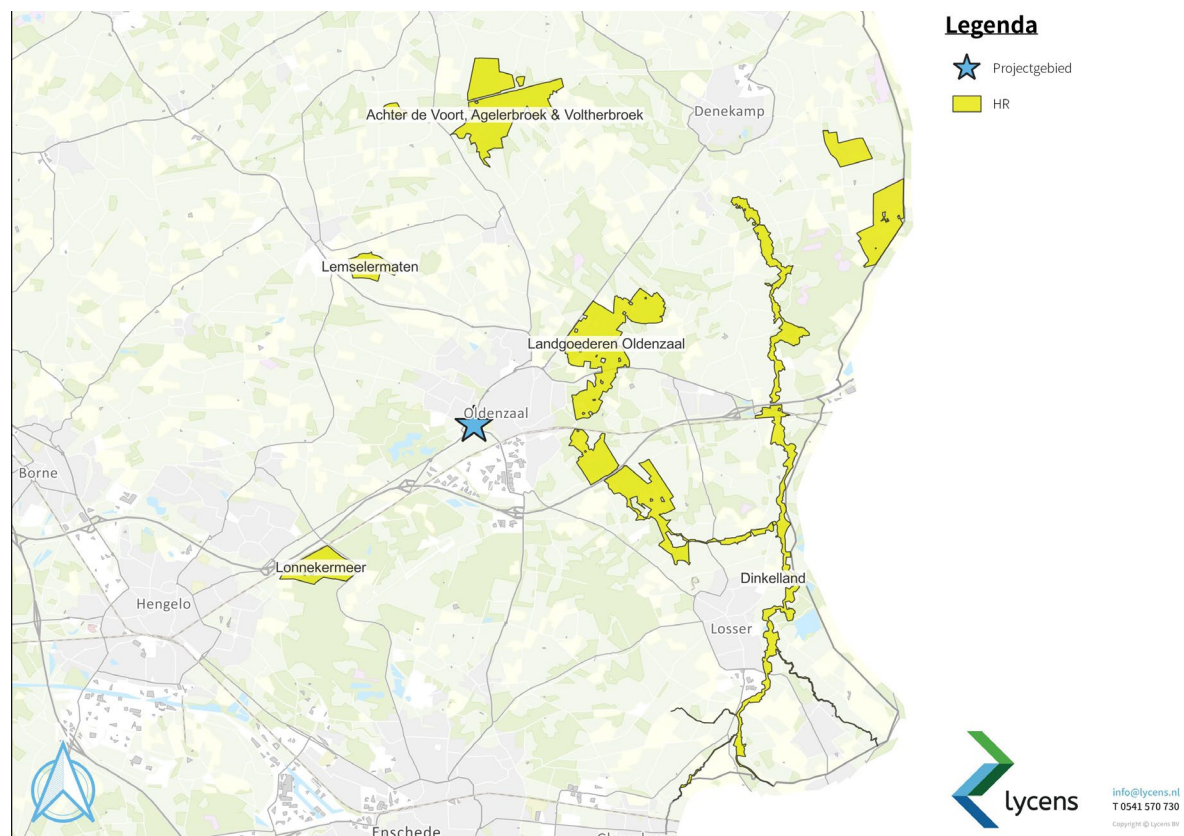 Legenda
Projectgebied
HR
Achter de Voort, Agelerbroek & Voltherbroek
Denekamp
Lemselermaten
Landgoederen Oldenzaal
Oldenzaal
Borne
Lonnekermeer
Dinkelland
Hengelo
Losser
Enschede
lycens
info@lycens.nl
T 0541 570 730
Copyright © Lycens BV